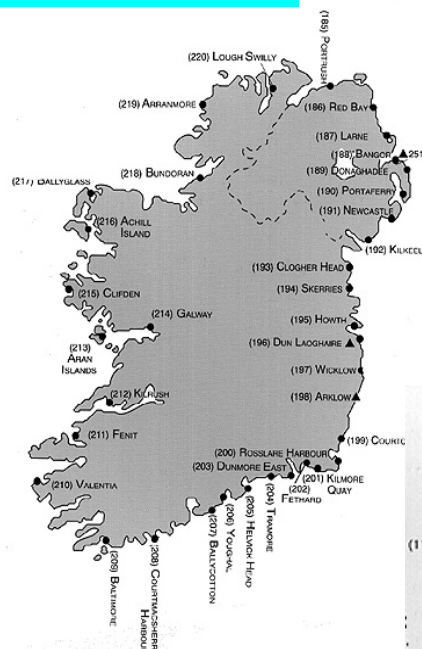 (185) PORTRUSH
(220) LOUGH SWILLY
(186) RED BAY
(219) ARRANMORE
(187) LARNE
(188) BANGOR
251
(189) DONAGHADEE
(218) BUNDORAN
(217) BALLYGLASS
(190) PORTAFERRY
(191) NEWCASTLE
(216) ACHILL
ISLAND
(192) KILKEEL
(193) CLOGHER HEAD
(215) CLIFDEN
(194) SKERRIES
(214) GALWAY
(195) HOWTH
(213)
ARAN
ISLANDS
(196) DUN LAOGHAIRE
(197) WICKLOW
(212) KILRUSH
(198) ARKLOW
(211) FENIT
(199) COURTO
(200) ROSSLARE HARBOUR
(203) DUNMORE EAST
(201) KILMORE
QUAY
(202)
FETHARD
(210) VALENTIA
(204) TRAMORE
(205) HELVICK HEAD
(206) YOUGHAL
(207) BALLYCOTTON
(208) COURTMACSHERR
HARBOU
(209) BALTIMORE